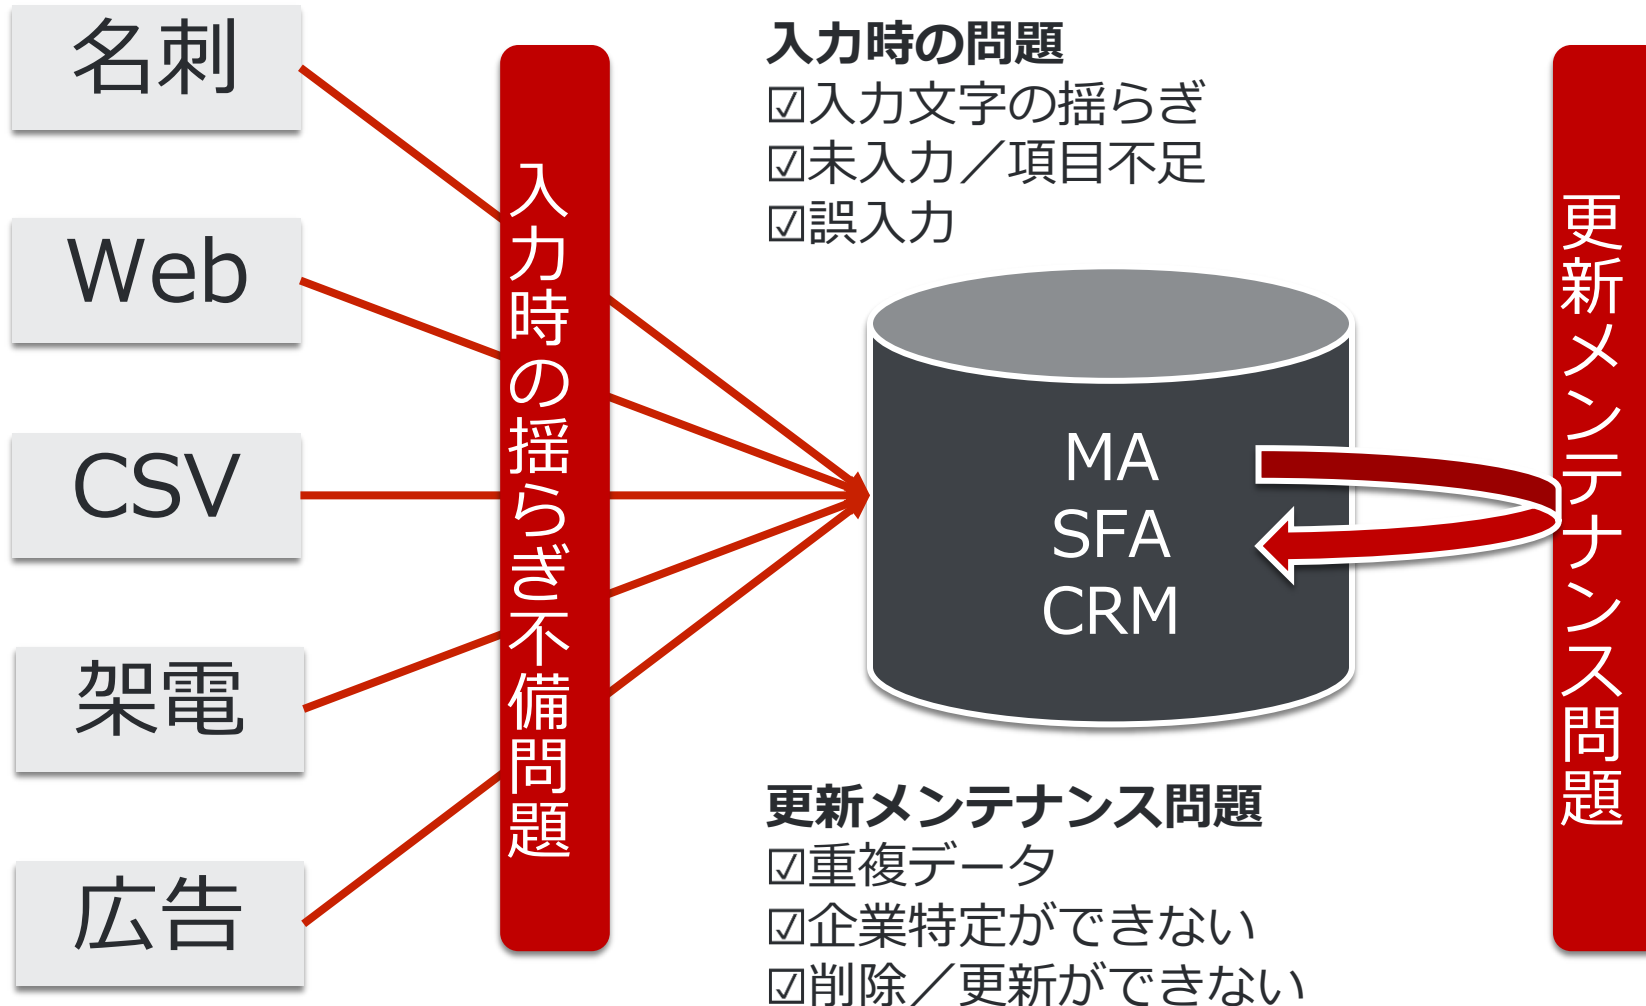 名刺
Web
CSV
架電
広告
入力時の揺らぎ不備問題
入力時の問題
☑入力文字の揺らぎ
☑未入力／項目不足
☑誤入力
MA
SFA
CRM
更新メンテナンス問題
☑重複データ
☑企業特定ができない
☑削除／更新ができない
更新メンテナンス問題